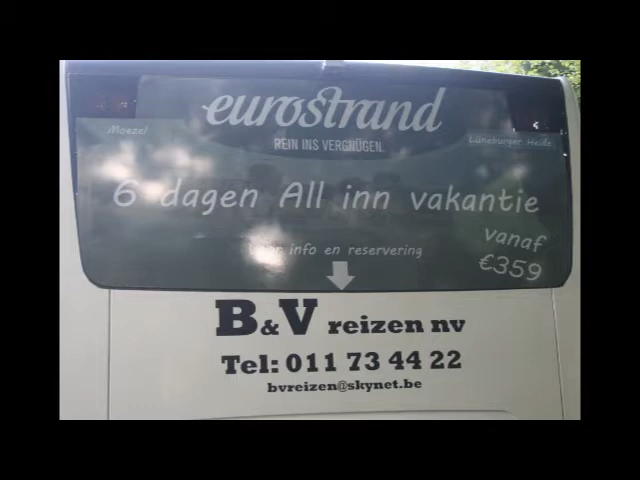 eurostrand
REIN INS VERGNÜGEN.
Moezel
Lüneburger Heide
6 dagen All inn vakantie
vanaf
€359
info en reservering
B&V reizen nv
Tel: 011 73 44 22
bvreizen@skynet.be